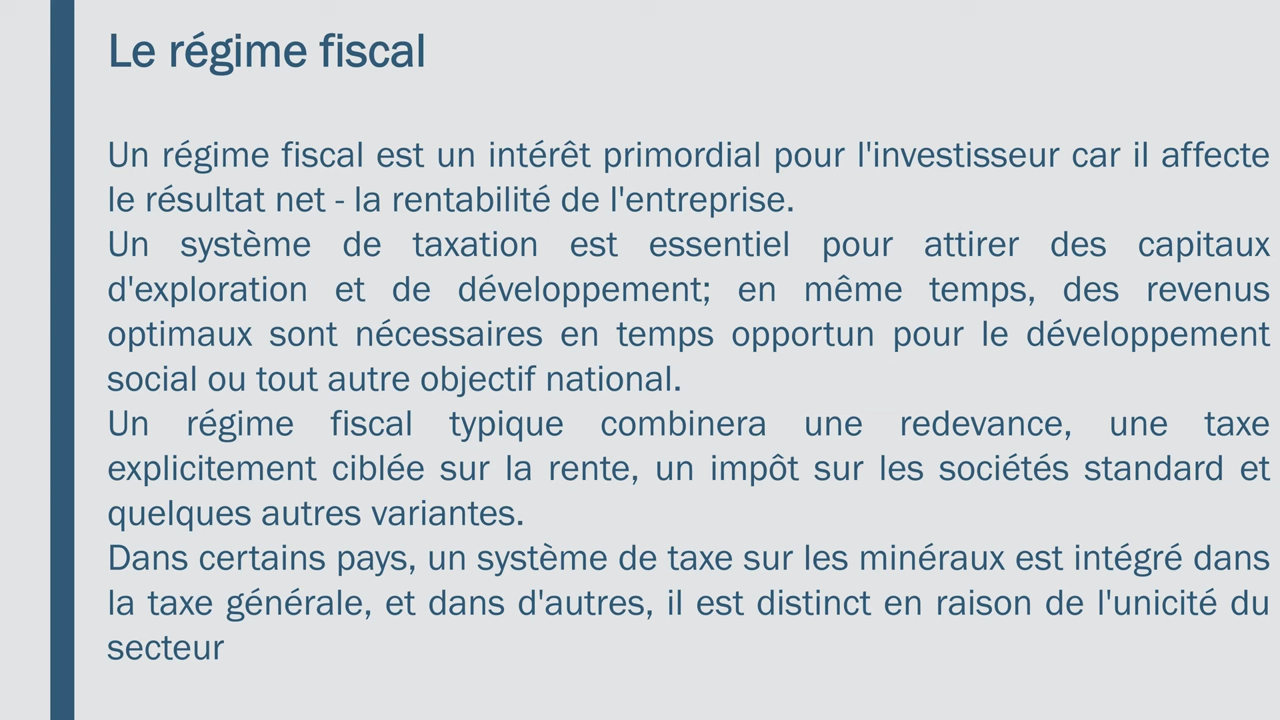 Le régime fiscal
Un régime fiscal est un intérêt primordial pour l'investisseur car il affecte
le résultat net - la rentabilité de l'entreprise.
Un système de taxation est essentiel pour attirer des capitaux
d'exploration et de développement; en même temps, des revenus
optimaux sont nécessaires en temps opportun pour le développement
social ou tout autre objectif national.
Un régime fiscal typique combinera une redevance, une taxe
explicitement ciblée sur la rente, un impôt sur les sociétés standard et
quelques autres variantes.
Dans certains pays, un système de taxe sur les minéraux est intégré dans
la taxe générale, et dans d'autres, il est distinct en raison de l'unicité du
secteur